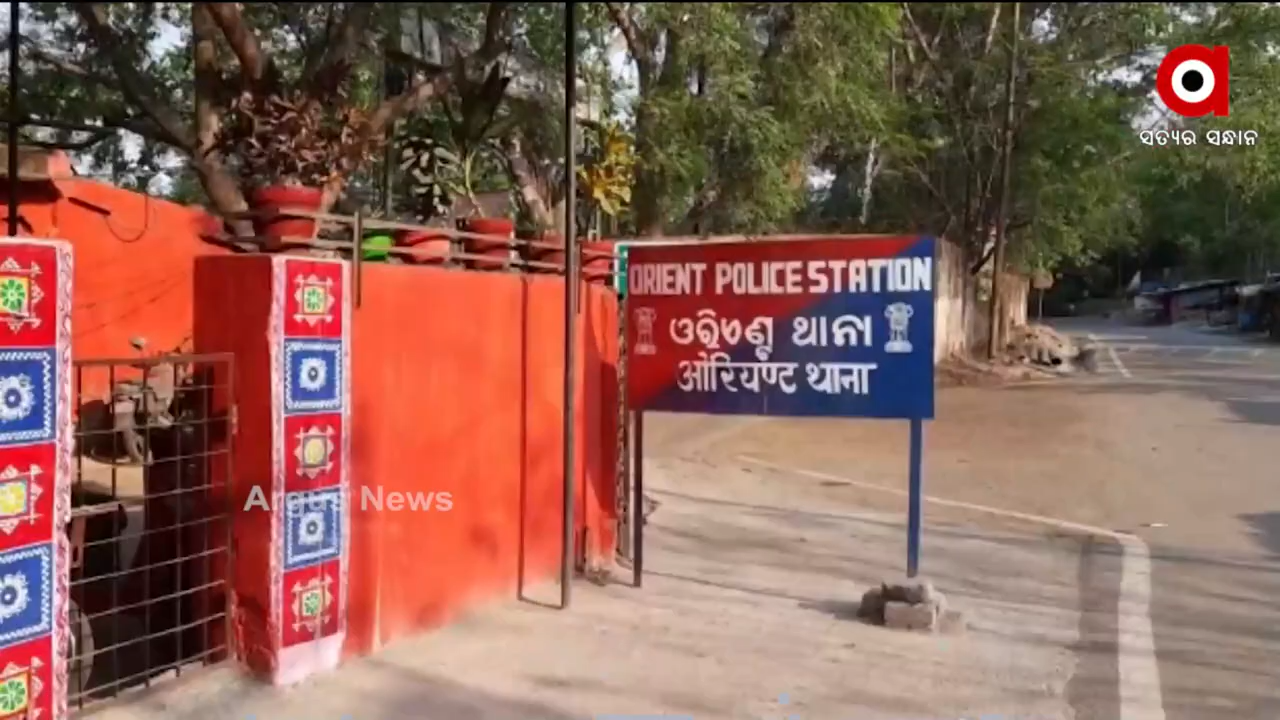 ସତ୍ୟର ସନ୍ଧାନ
ORIENT POLICE STATION
ଓରିଏଣ୍ଟ ଥାନା
ओरियण्ट थाना
Argus News